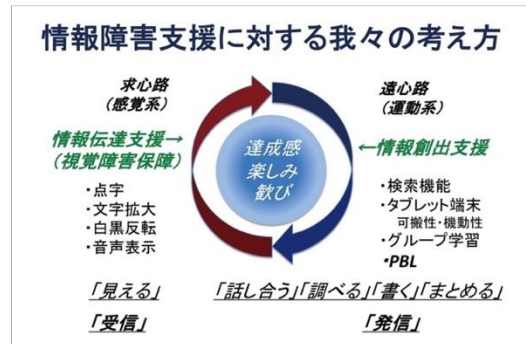 情報障害支援に対する我々の考え方
求心路
（感覚系）
情報伝達支援→
（視覚障害保障）
・点字
・文字拡大
・白黒反転
・音声表示
達成感
楽しみ
歓び
遠心路
（運動系）
←情報創出支援
・検索機能
・タブレット端末
可搬性・機動性
・グループ学習
・PBL
「見える」
「話し合う」「調べる」「書く」「まとめる」
「受信」
「発信」